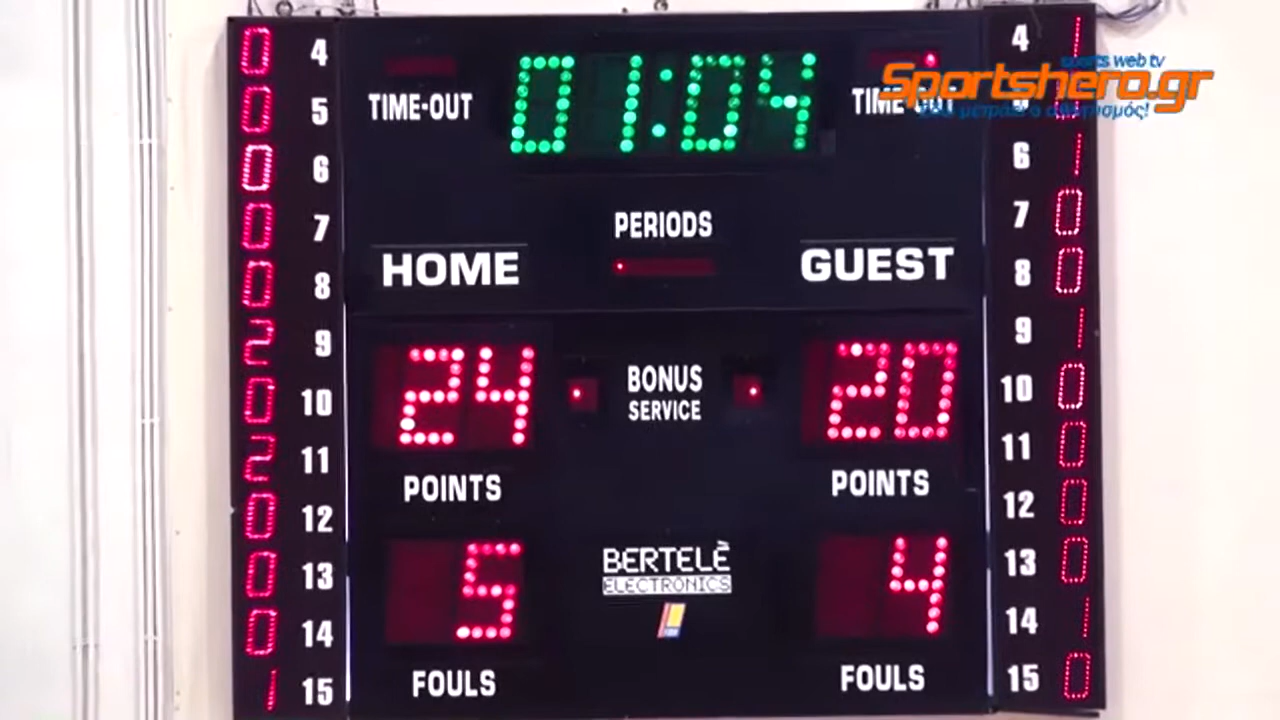 0 4 01:04 4 1
sports web tv
Sportshero.gr
0 5 TIME-OUT TIME-OUT 5
0 6 6 1
0 7 PERIODS 7 0
0 8 HOME GUEST 8 0
2 9 9 1
0 10 24 BONUS 20 10 0
SERVICE
2 11 11 0
POINTS POINTS
0 12 12 0
0 13 5 BERTELÈ 4 13 0
ELECTRONICS
0 14 14 1
1 15 FOULS FOULS 15 0